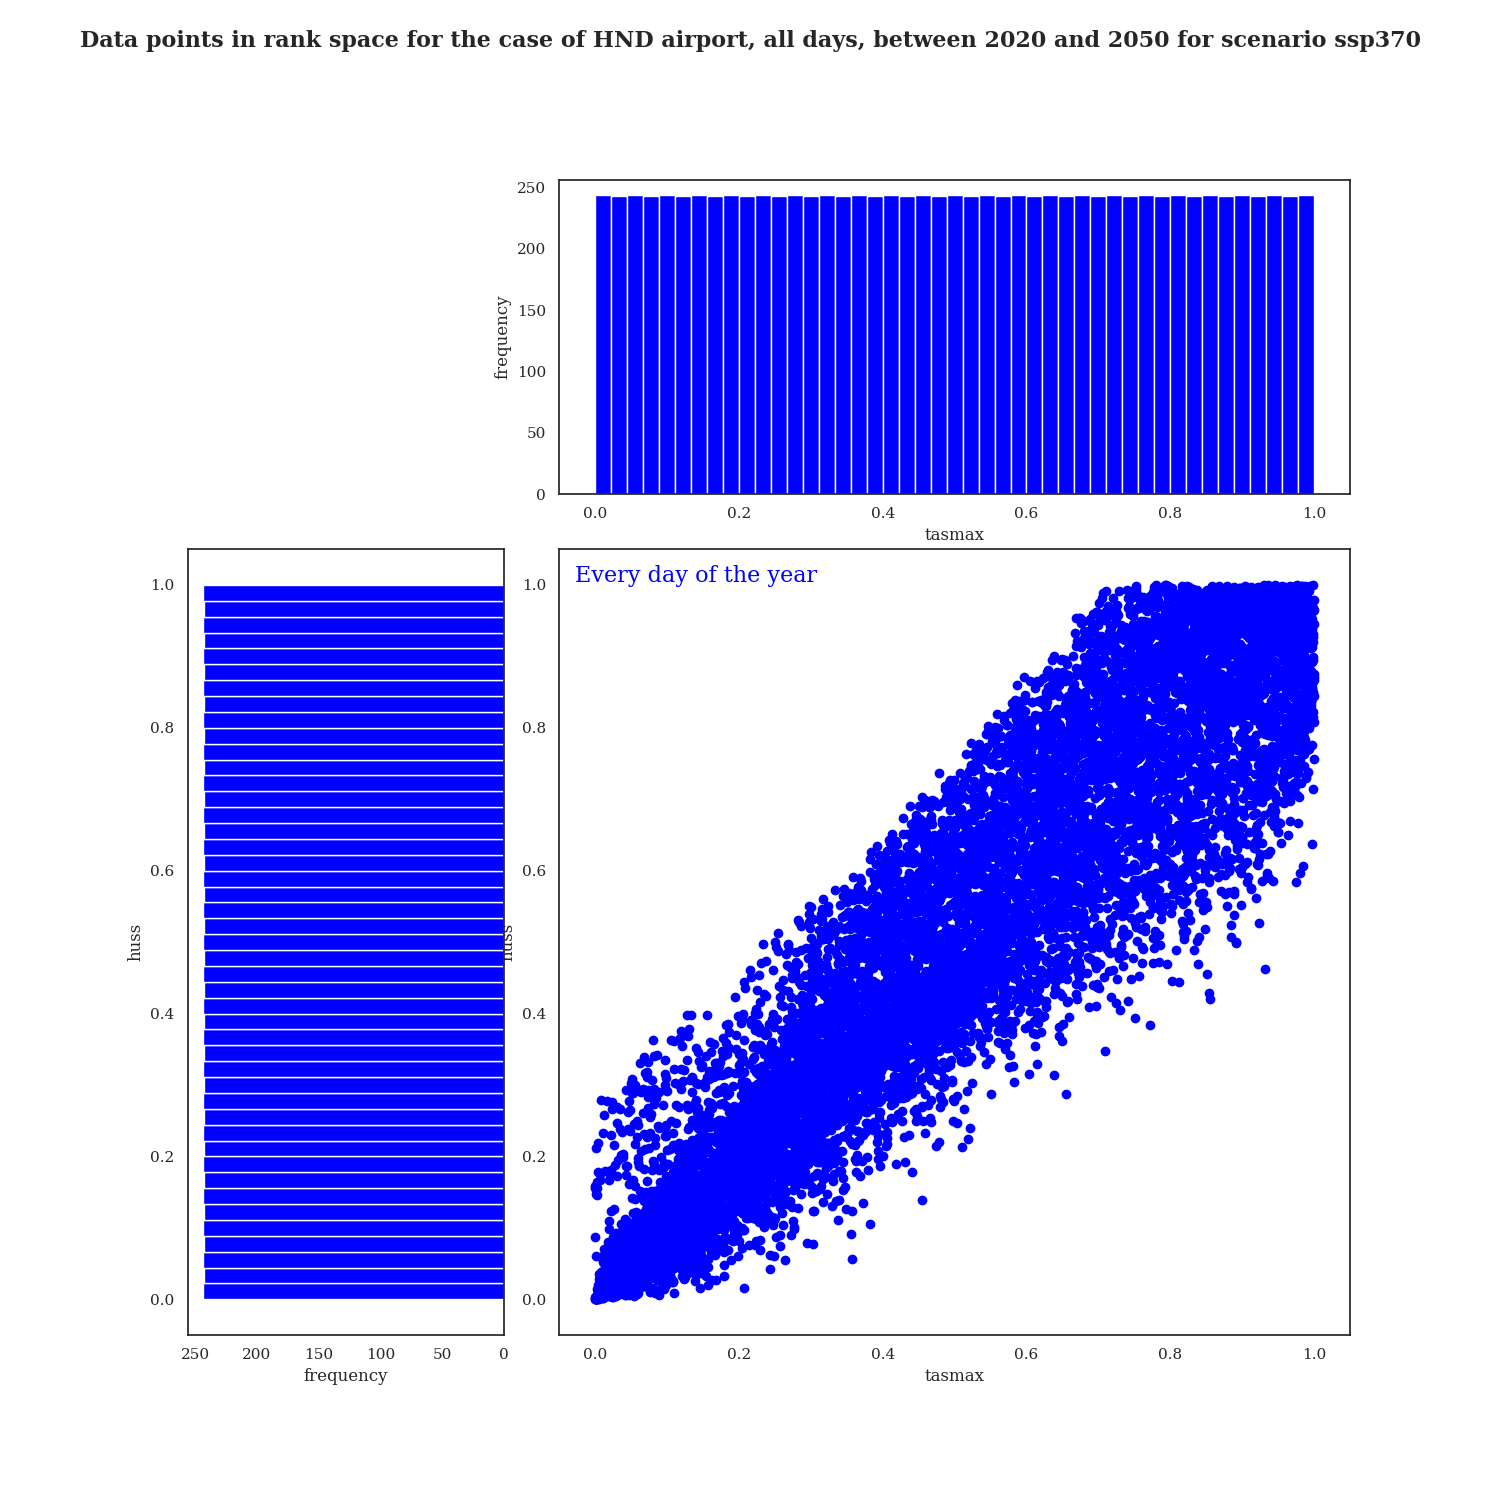 Data points in rank space for the case of HND airport, all days, between 2020 and 2050 for scenario ssp370
250
200
150
100
50
0
frequency
0.0 0.2 0.4 0.6 0.8 1.0
tasmax
1.0
0.8
0.6
0.4
0.2
0.0
huss
250 200 150 100 50 0
frequency
Every day of the year
1.0
0.8
0.6
0.4
0.2
0.0
huss
0.0 0.2 0.4 0.6 0.8 1.0
tasmax